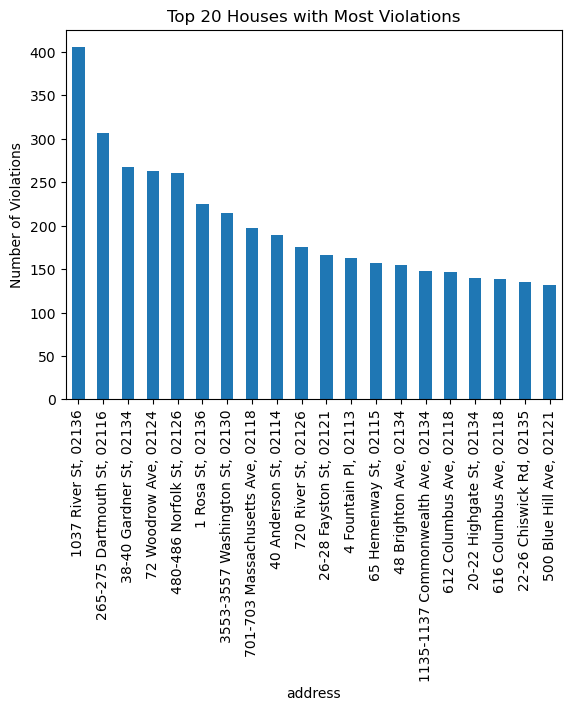 Top 20 Houses with Most Violations
Number of Violations
400
350
300
250
200
150
100
50
0
1037 River St, 02136
265-275 Dartmouth St, 02116
38-40 Gardner St, 02134
72 Woodrow Ave, 02124
480-486 Norfolk St, 02126
1 Rosa St, 02136
3553-3557 Washington St, 02130
701-703 Massachusetts Ave, 02118
40 Anderson St, 02114
720 River St, 02126
26-28 Fayston St, 02121
4 Fountain Pl, 02113
65 Hemenway St, 02115
48 Brighton Ave, 02134
1135-1137 Commonwealth Ave, 02134
612 Columbus Ave, 02118
20-22 Highgate St, 02134
616 Columbus Ave, 02118
22-26 Chiswick Rd, 02135
500 Blue Hill Ave, 02121
address